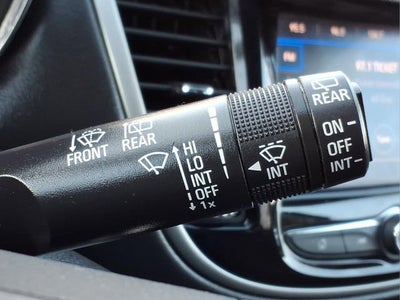 FRONT
REAR
HI
LO
INT
OFF
1x
INT
REAR
ON
OFF
INT